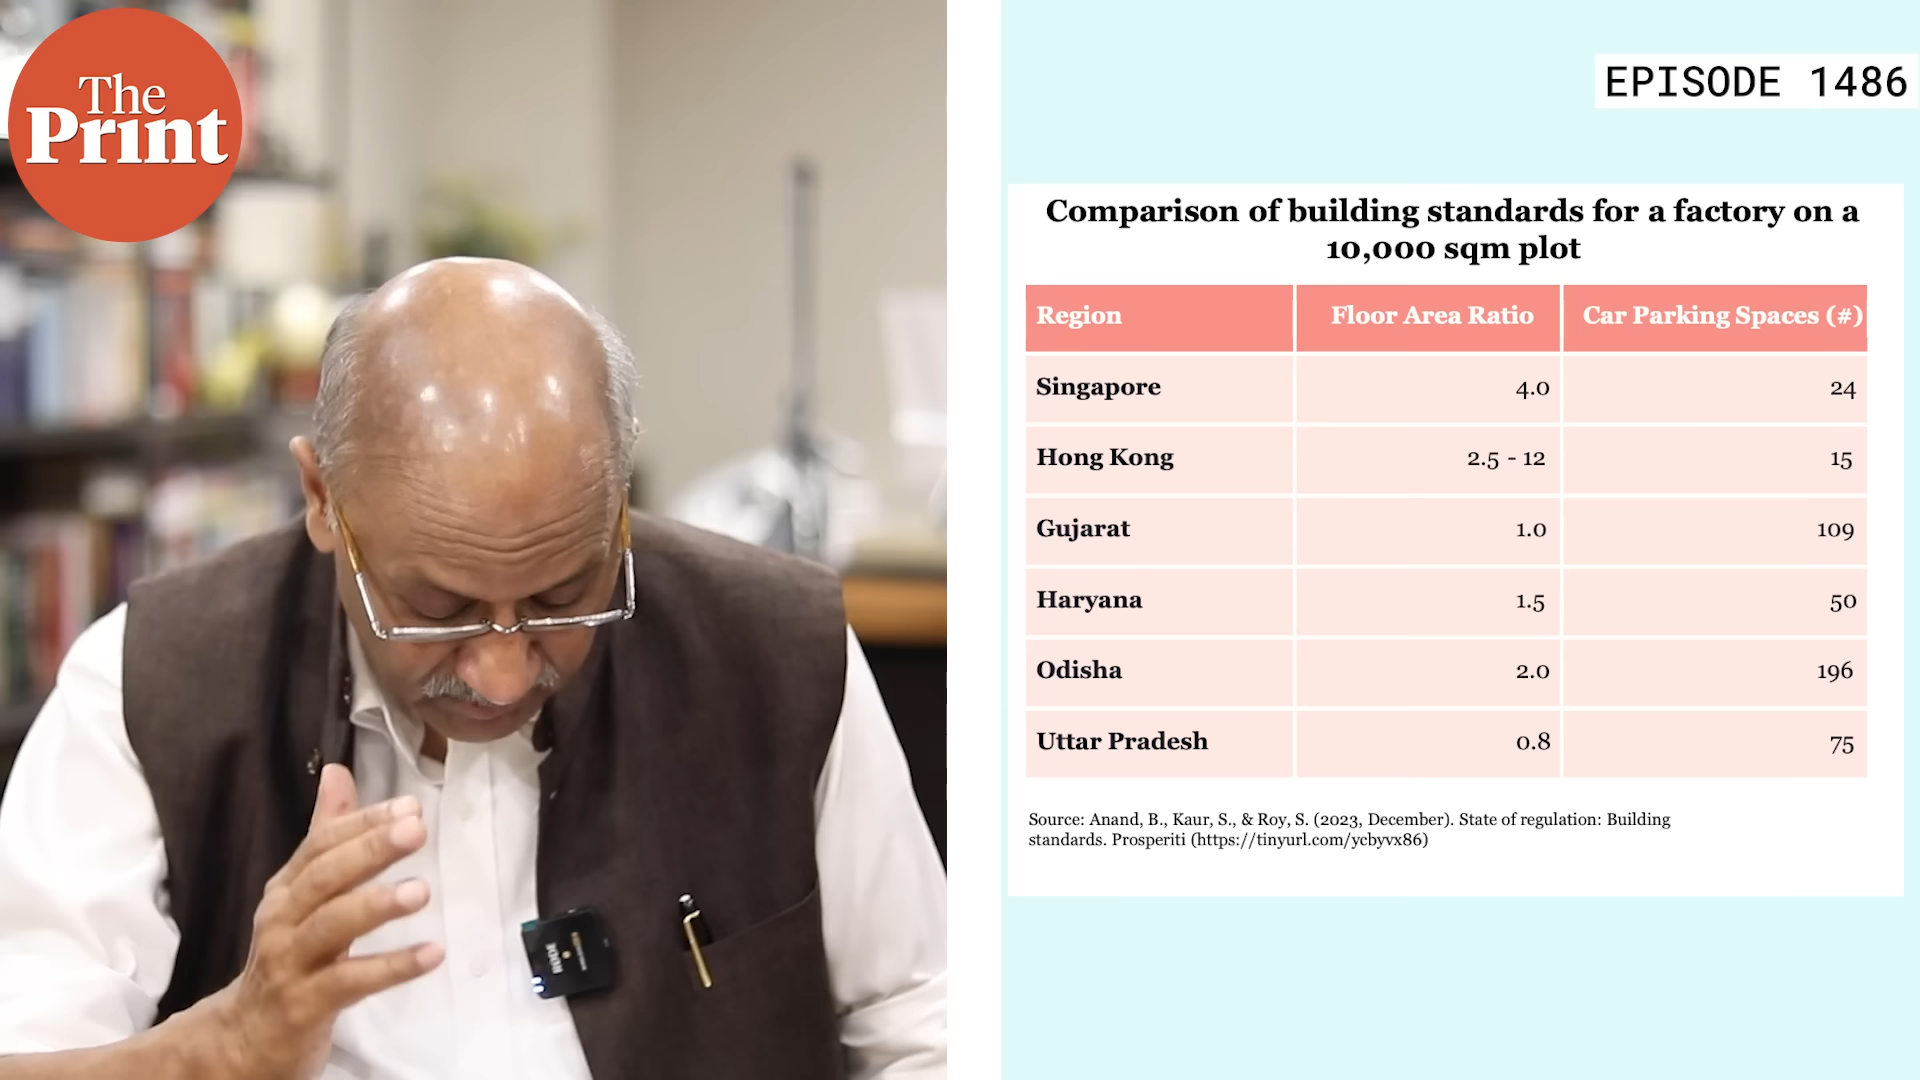 The
Print
EPISODE 1486
Comparison of building standards for a factory on a
10,000 sqm plot
Region Floor Area Ratio Car Parking Spaces (#)
Singapore 4.0 24
Hong Kong 2.5 - 12 15
Gujarat 1.0 109
Haryana 1.5 50
Odisha 2.0 196
Uttar Pradesh 0.8 75
Source: Anand, B., Kaur, S., & Roy, S. (2023, December). State of regulation: Building
standards. Prosperiti (https://tinyurl.com/ycbyvx86)
RODE